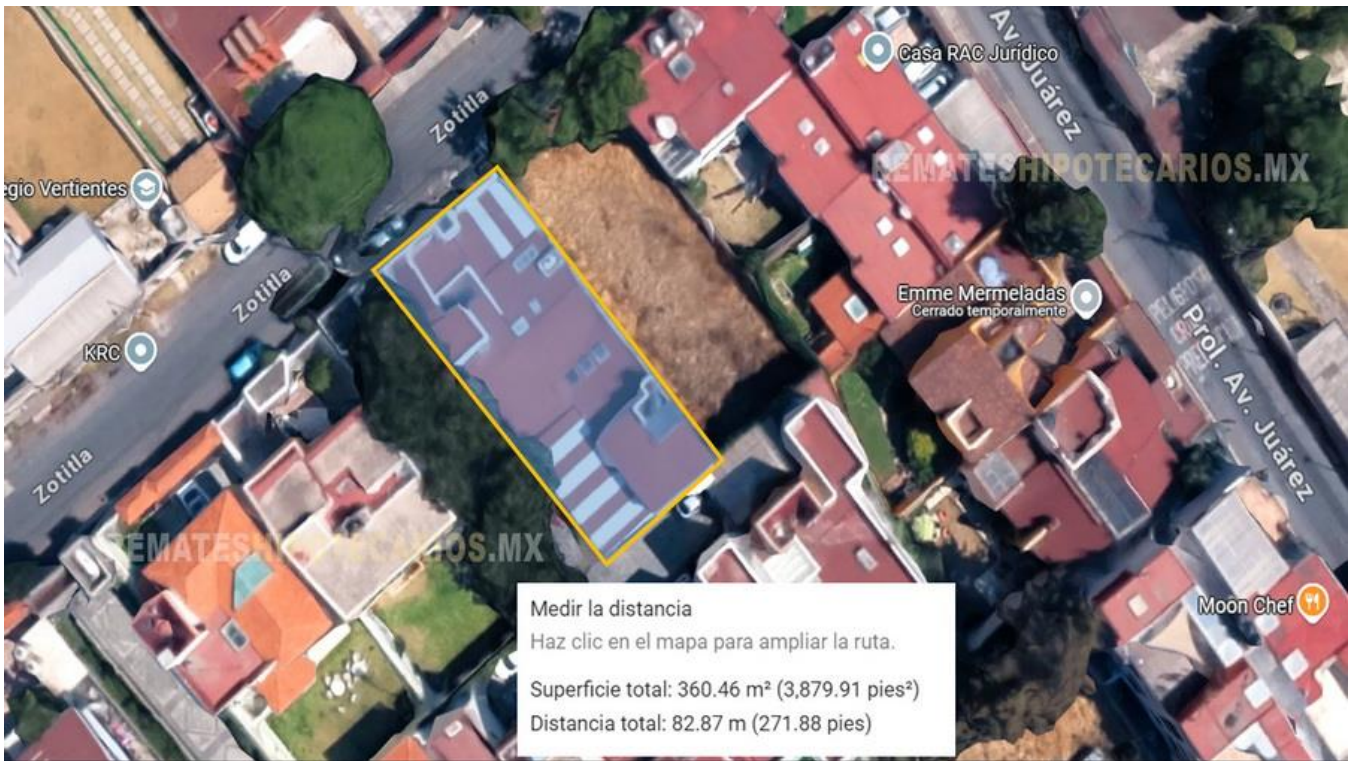 Casa RAC Jurídico
Av. Juárez
Zotitla
REMATESHIPOTECARIOS.MX
egio Vertientes
Zotitla
Emme Mermeladas
Cerrado temporalmente
KRC
Prol. Av. Juárez
Zotitla
REMATESHIPOTECARIOS.MX
Medir la distancia
Haz clic en el mapa para ampliar la ruta.
Moon Chef
Superficie total: 360.46 m² (3,879.91 pies²)
Distancia total: 82.87 m (271.88 pies)